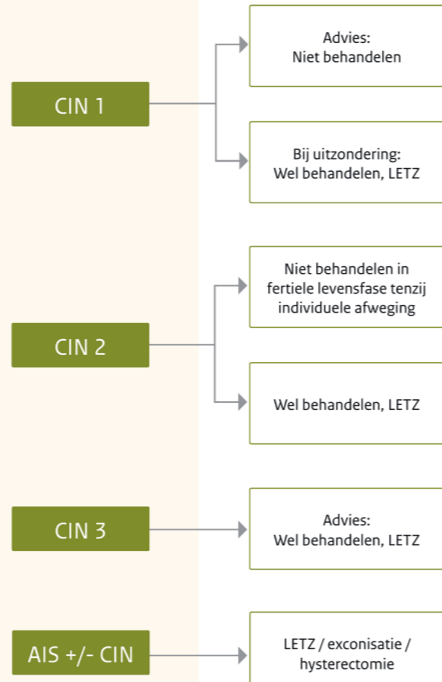 CIN 1
Advies:
Niet behandelen
Bij uitzondering:
Wel behandelen, LETZ
CIN 2
Niet behandelen in
fertiele levensfase tenzij
individuele afweging
Wel behandelen, LETZ
CIN 3
Advies:
Wel behandelen, LETZ
AIS +/- CIN
LETZ / exconisatie /
hysterectomie